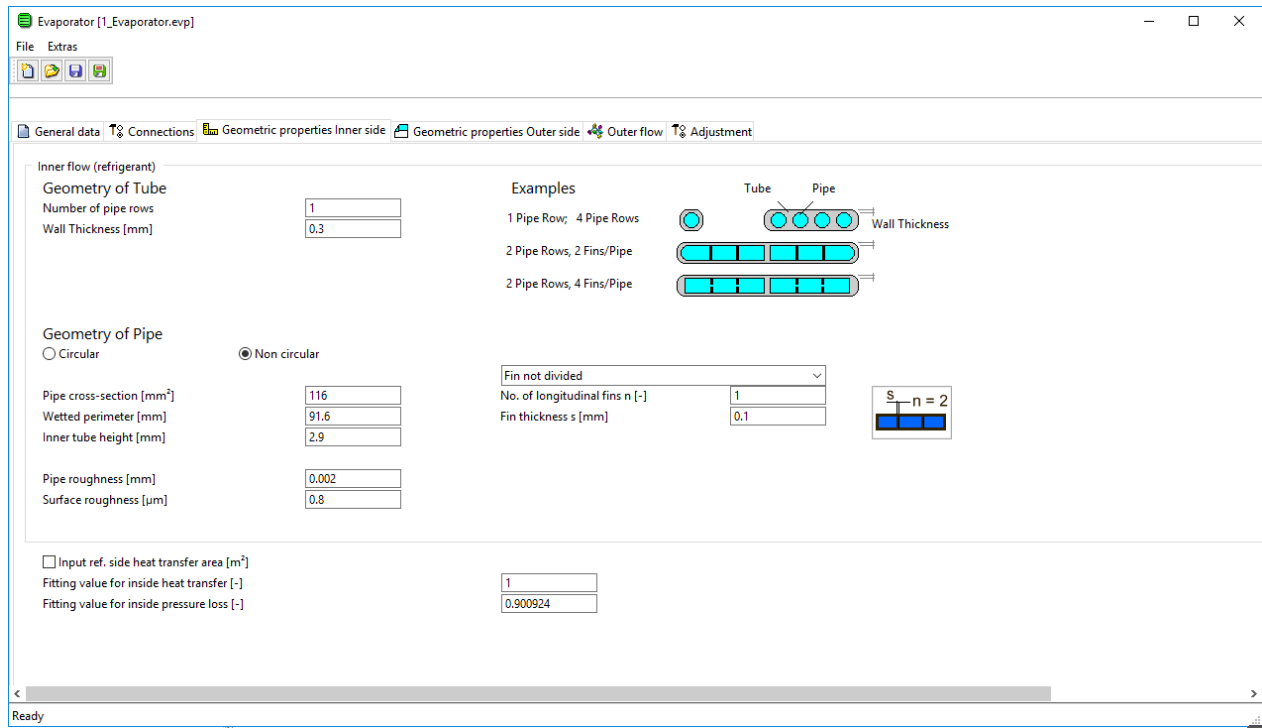 Evaporator [1_Evaporator.evp]
File Extras
General data Connections Geometric properties Inner side Geometric properties Outer side Outer flow Adjustment
Inner flow (refrigerant)
Geometry of Tube
Number of pipe rows 1
Wall Thickness [mm] 0.3
Examples Tube Pipe
1 Pipe Row; 4 Pipe Rows Wall Thickness
2 Pipe Rows, 2 Fins/Pipe
2 Pipe Rows, 4 Fins/Pipe
Geometry of Pipe
Circular Non circular
Fin not divided
Pipe cross-section [mm²] 116 No. of longitudinal fins n [-] 1
Wetted perimeter [mm] 91.6 Fin thickness s [mm] 0.1
s n = 2
Inner tube height [mm] 2.9
Pipe roughness [mm] 0.002
Surface roughness [µm] 0.8
Input ref. side heat transfer area [m²]
Fitting value for inside heat transfer [-] 1
Fitting value for inside pressure loss [-] 0.900924
Ready